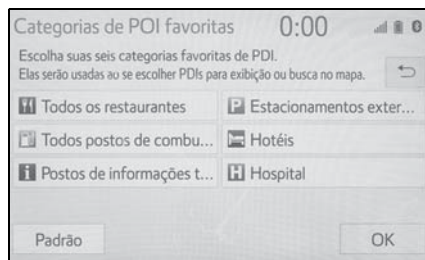 Categorias de POI favoritas 0:00
Escolha suas seis categorias favoritas de PDI.
Elas serão usadas ao se escolher PDIs para exibição ou busca no mapa.
Todos os restaurantes
P Estacionamentos exter...
Todos postos de combu...
Hotéis
i Postos de informações t...
H Hospital
Padrão
OK